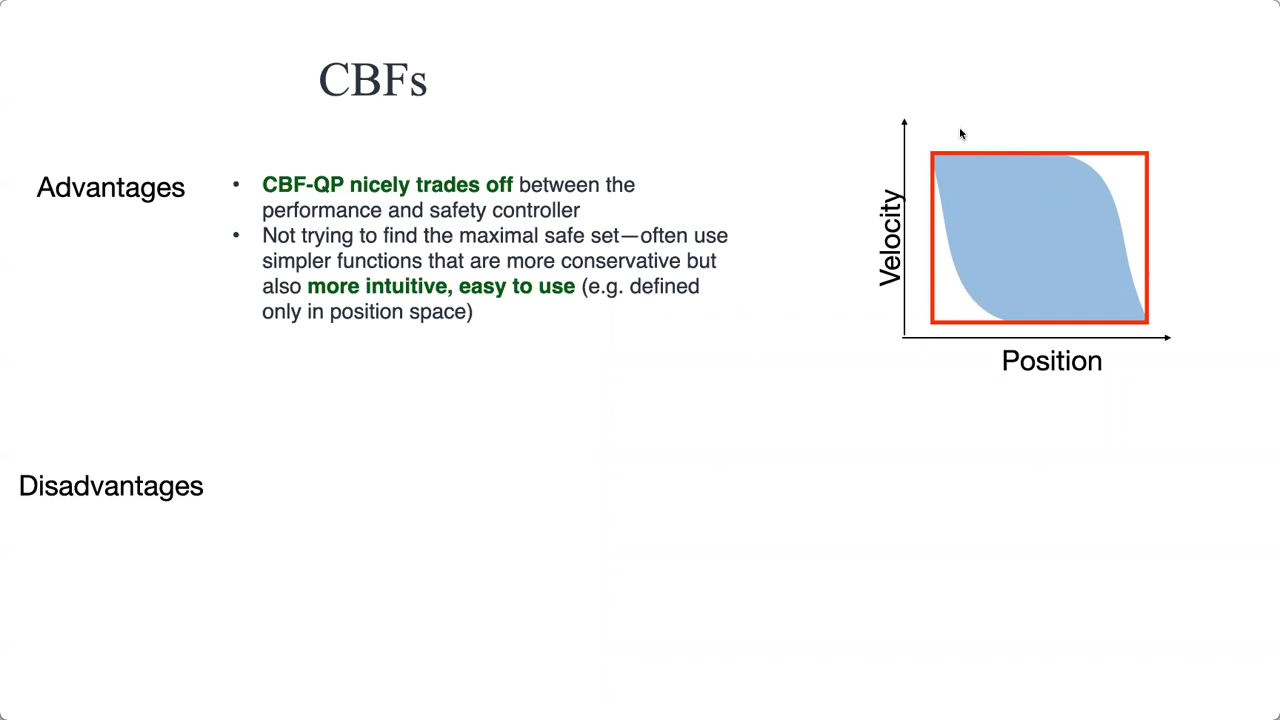 CBFs
Advantages
• CBF-QP nicely trades off between the
performance and safety controller
• Not trying to find the maximal safe set—often use
simpler functions that are more conservative but
also more intuitive, easy to use (e.g. defined
only in position space)
Velocity
Position
Disadvantages